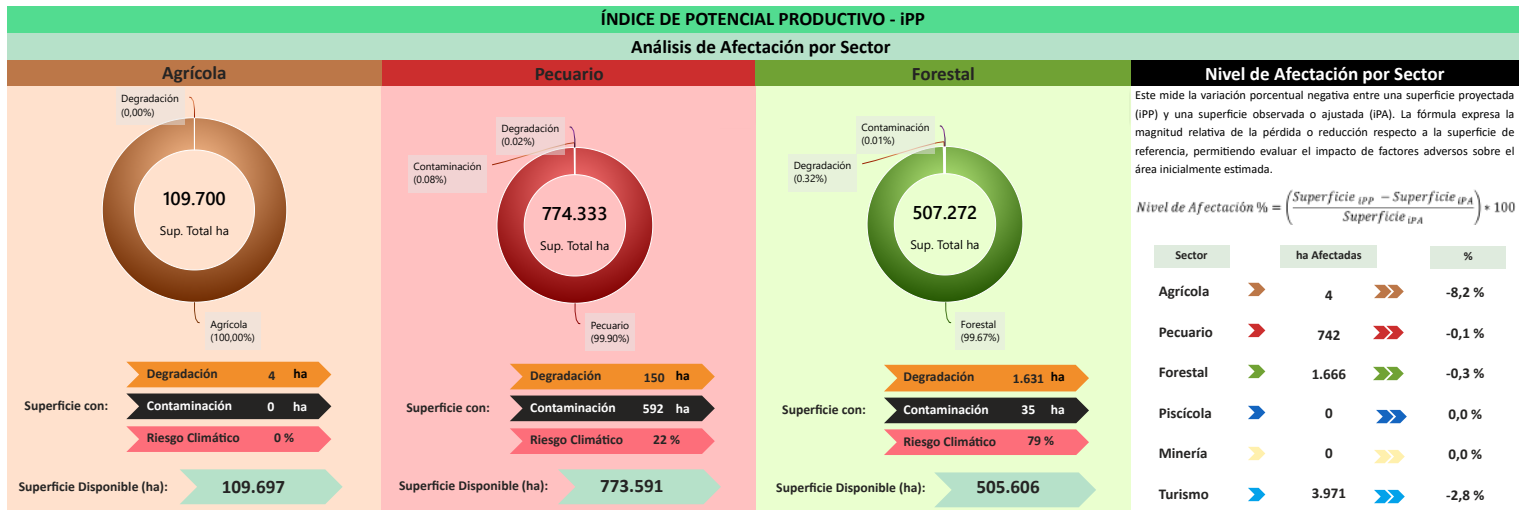 ÍNDICE DE POTENCIAL PRODUCTIVO - iPP
Análisis de Afectación por Sector
Agrícola
Degradación
(0,00%)
109.700
Sup. Total ha
Agrícola
(100,00%)
Superficie con:
Degradación 4 ha
Contaminación 0 ha
Riesgo Climático 0 %
Superficie Disponible (ha): 109.697
Pecuario
Degradación
(0.02%)
Contaminación
(0.08%)
774.333
Sup. Total ha
Pecuario
(99.90%)
Superficie con:
Degradación 150 ha
Contaminación 592 ha
Riesgo Climático 22 %
Superficie Disponible (ha): 773.591
Forestal
Contaminación
(0.01%)
Degradación
(0.32%)
507.272
Sup. Total ha
Forestal
(99.67%)
Superficie con:
Degradación 1.631 ha
Contaminación 35 ha
Riesgo Climático 79 %
Superficie Disponible (ha): 505.606
Nivel de Afectación por Sector
Este mide la variación porcentual negativa entre una superficie proyectada
(iPP) y una superficie observada o ajustada (iPA). La fórmula expresa la
magnitud relativa de la pérdida o reducción respecto a la superficie de
referencia, permitiendo evaluar el impacto de factores adversos sobre el
área inicialmente estimada.
Nivel de Afectación % = (Superficie iPP − Superficie iPA / Superficie iPA) * 100
Sector ha Afectadas %
Agrícola 4 -8,2 %
Pecuario 742 -0,1 %
Forestal 1.666 -0,3 %
Piscícola 0 0,0 %
Minería 0 0,0 %
Turismo 3.971 -2,8 %